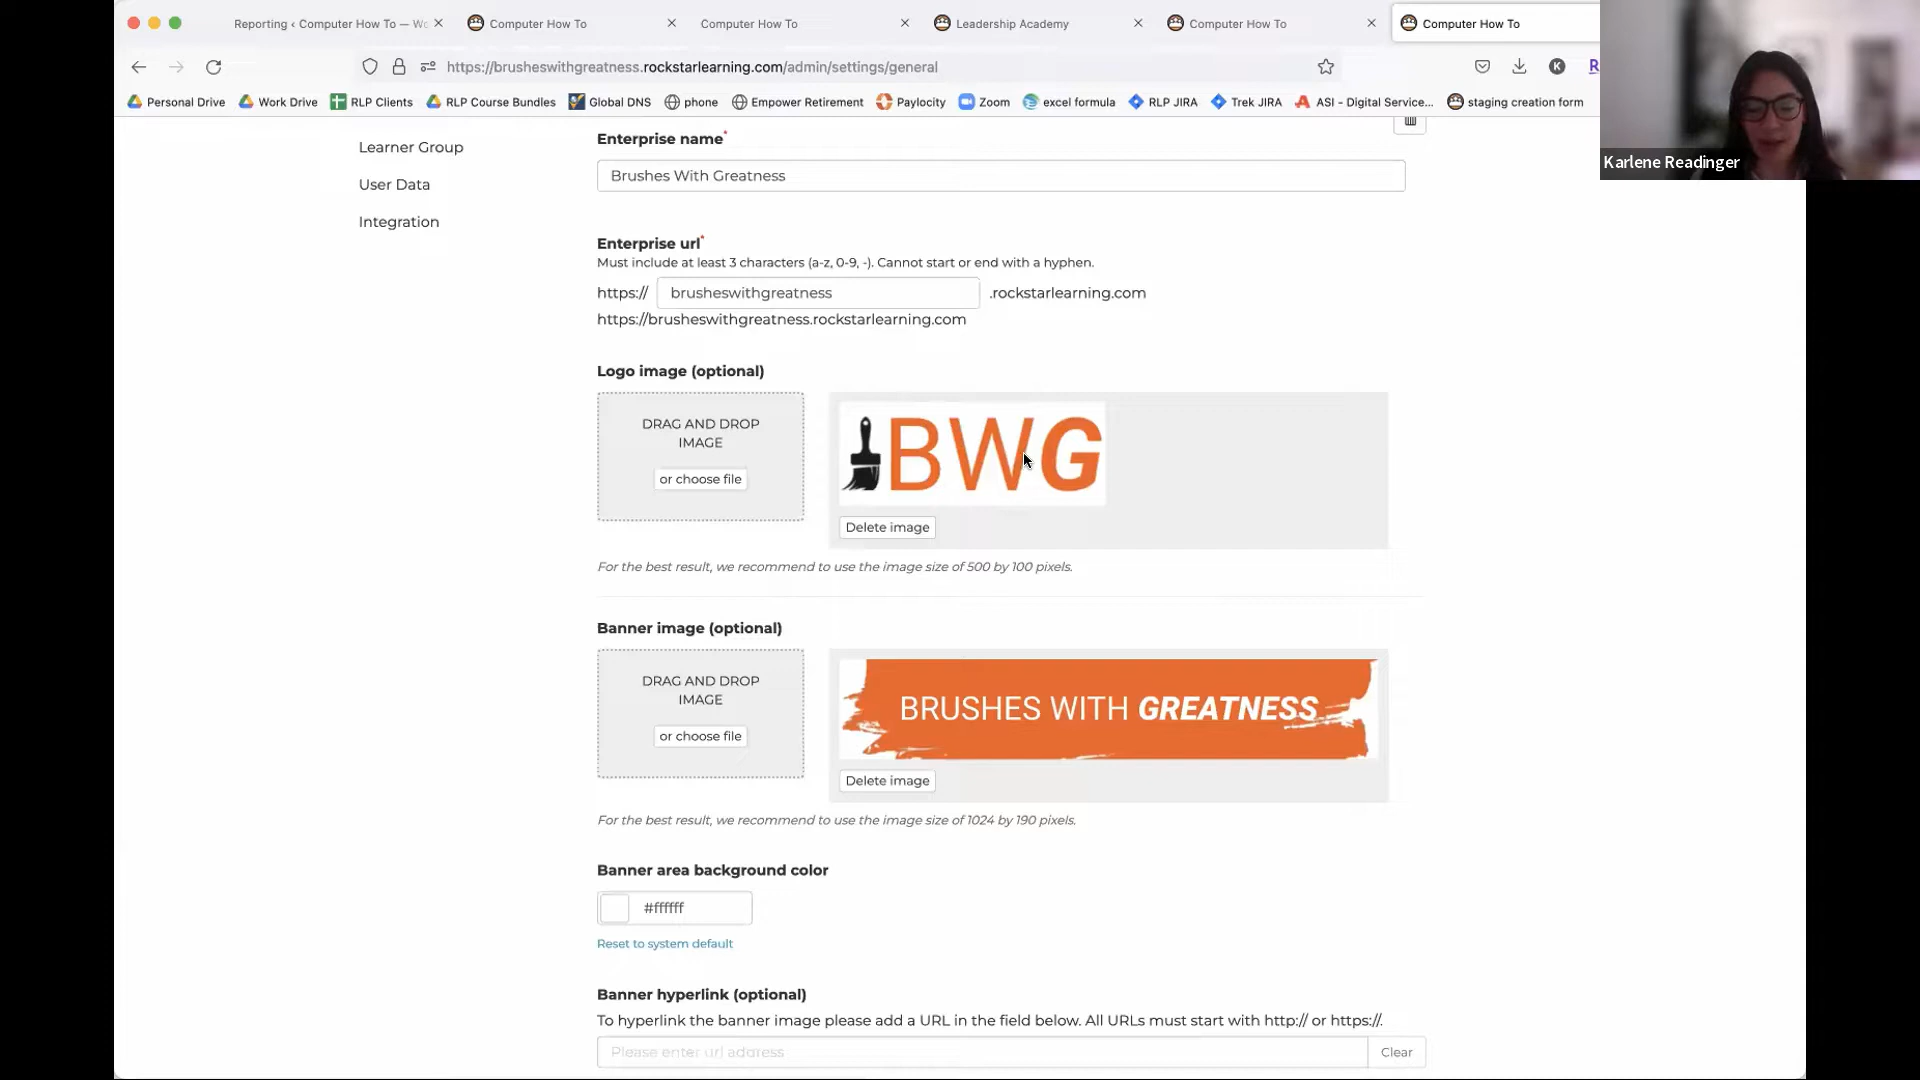 Reporting ‹ Computer How To — Wo
Computer How To
Computer How To
Leadership Academy
Computer How To
Computer How To
https://brusheswithgreatness.rockstarlearning.com/admin/settings/general
K
Personal Drive
Work Drive
RLP Clients
RLP Course Bundles
Global DNS
phone
Empower Retirement
Paylocity
Zoom
excel formula
RLP JIRA
Trek JIRA
ASI - Digital Service...
staging creation form
Karlene Readinger
Learner Group
User Data
Integration
Enterprise name*
Brushes With Greatness
Enterprise url*
Must include at least 3 characters (a-z, 0-9, -). Cannot start or end with a hyphen.
https:// brusheswithgreatness .rockstarlearning.com
https://brusheswithgreatness.rockstarlearning.com
Logo image (optional)
DRAG AND DROP
IMAGE
or choose file
BWG
Delete image
For the best result, we recommend to use the image size of 500 by 100 pixels.
Banner image (optional)
DRAG AND DROP
IMAGE
or choose file
BRUSHES WITH GREATNESS
Delete image
For the best result, we recommend to use the image size of 1024 by 190 pixels.
Banner area background color
#ffffff
Reset to system default
Banner hyperlink (optional)
To hyperlink the banner image please add a URL in the field below. All URLs must start with http:// or https://.
Please enter url address
Clear